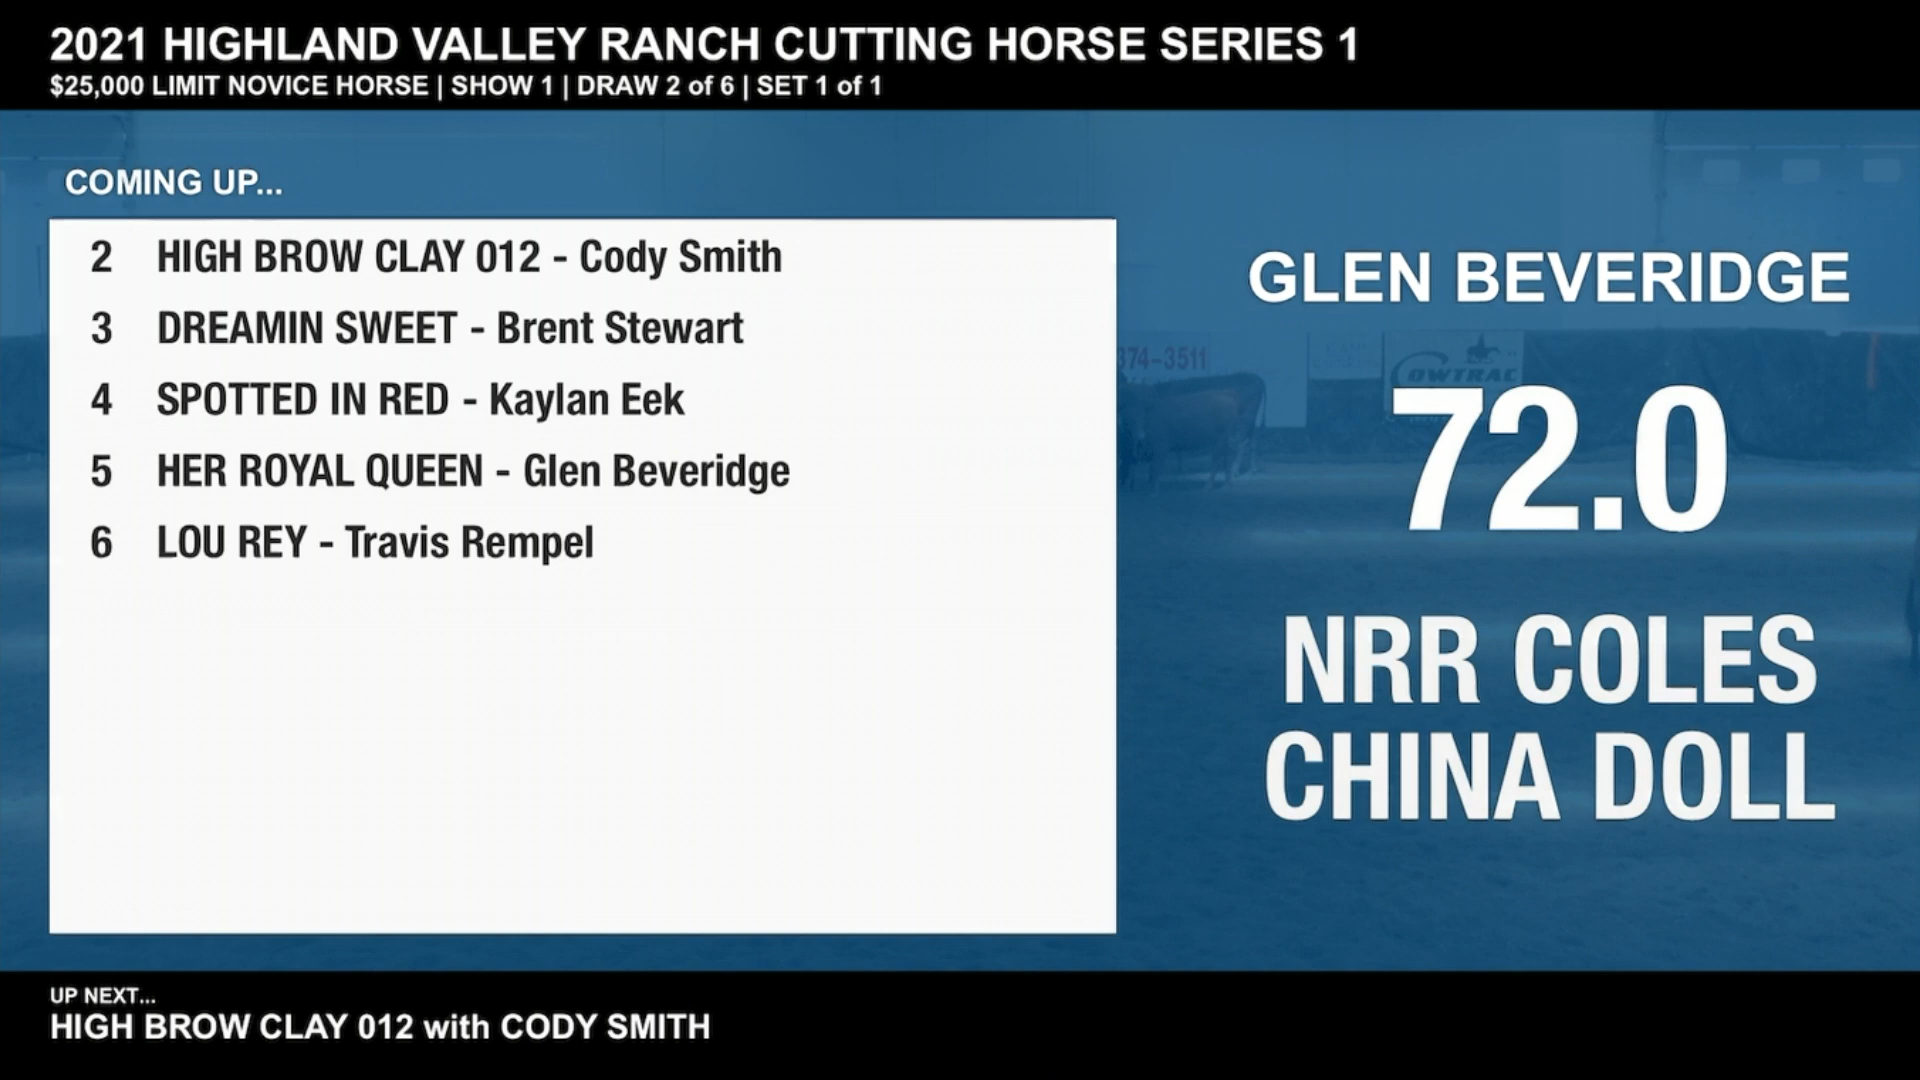 2021 HIGHLAND VALLEY RANCH CUTTING HORSE SERIES 1
$25,000 LIMIT NOVICE HORSE | SHOW 1 | DRAW 2 of 6 | SET 1 of 1
COMING UP...
2 HIGH BROW CLAY 012 - Cody Smith
3 DREAMIN SWEET - Brent Stewart
4 SPOTTED IN RED - Kaylan Eek
5 HER ROYAL QUEEN - Glen Beveridge
6 LOU REY - Travis Rempel
GLEN BEVERIDGE
374-3511
COWTRAC
72.0
NRR COLES
CHINA DOLL
UP NEXT...
HIGH BROW CLAY 012 with CODY SMITH